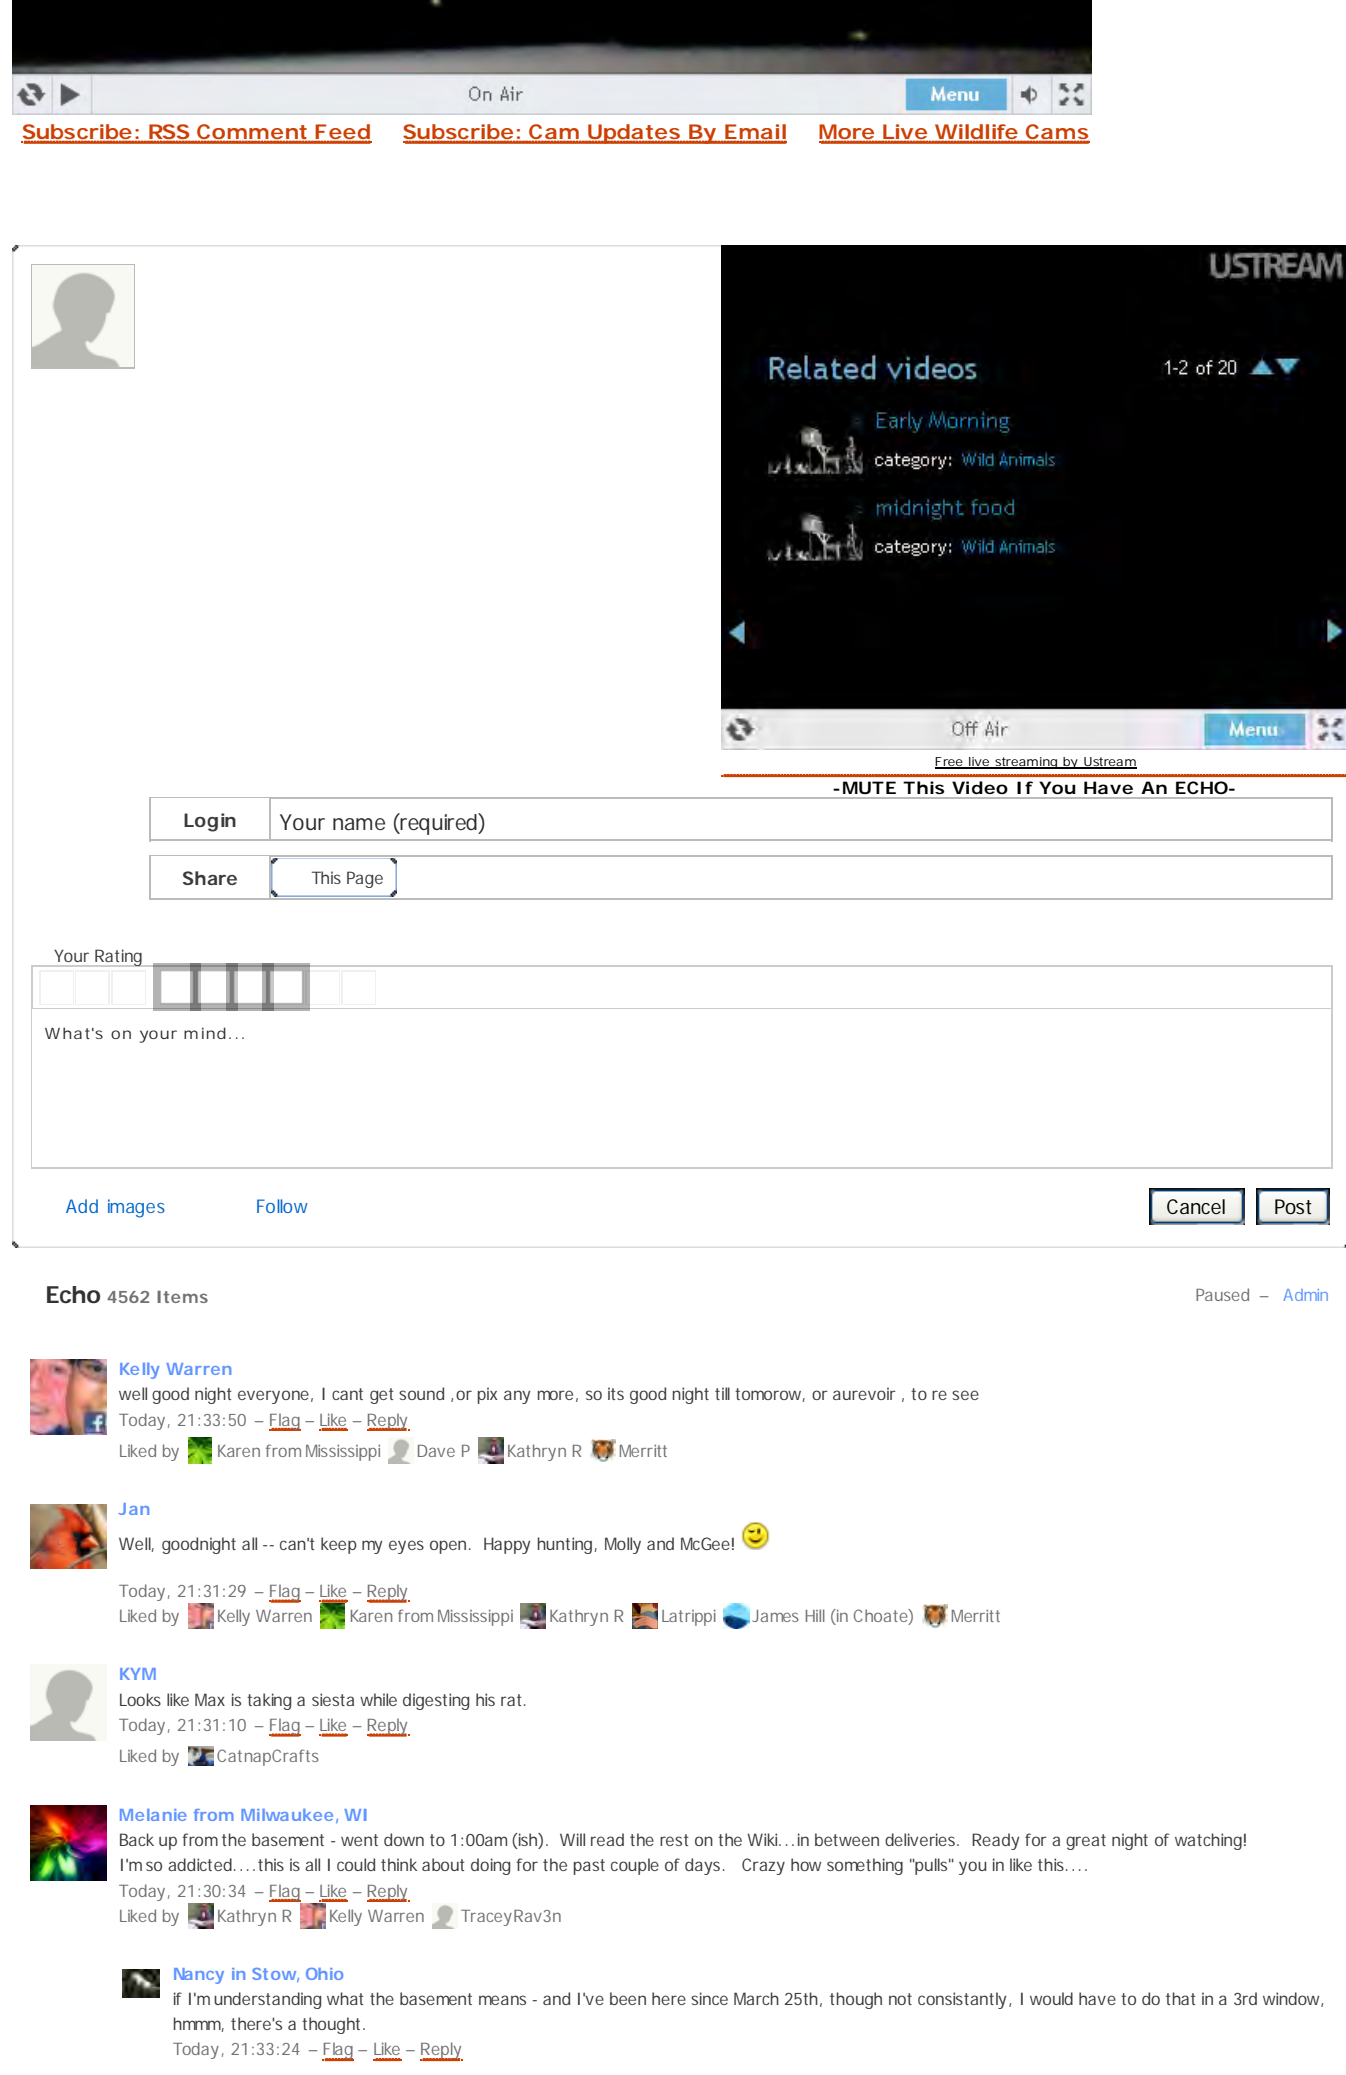 On Air
Menu
Subscribe: RSS Comment Feed Subscribe: Cam Updates By Email More Live Wildlife Cams
USTREAM
Related videos 1-2 of 20
Early Morning
category: Wild Animals
midnight food
category: Wild Animals
Off Air Menu
Free live streaming by Ustream
-MUTE This Video If You Have An ECHO-
Login Your name (required)
Share This Page
Your Rating
What's on your mind...
Add images Follow Cancel Post
Echo 4562 Items Paused – Admin
Kelly Warren
well good night everyone, I cant get sound ,or pix any more, so its good night till tomorow, or aurevoir , to re see
Today, 21:33:50 – Flag – Like – Reply
Liked by Karen from Mississippi Dave P Kathryn R Merritt
Jan
Well, goodnight all -- can't keep my eyes open. Happy hunting, Molly and McGee!
Today, 21:31:29 – Flag – Like – Reply
Liked by Kelly Warren Karen from Mississippi Kathryn R Latrippi James Hill (in Choate) Merritt
KYM
Looks like Max is taking a siesta while digesting his rat.
Today, 21:31:10 – Flag – Like – Reply
Liked by CatnapCrafts
Melanie from Milwaukee, WI
Back up from the basement - went down to 1:00am (ish). Will read the rest on the Wiki...in between deliveries. Ready for a great night of watching!
I'm so addicted....this is all I could think about doing for the past couple of days. Crazy how something "pulls" you in like this....
Today, 21:30:34 – Flag – Like – Reply
Liked by Kathryn R Kelly Warren TraceyRav3n
Nancy in Stow, Ohio
if I'm understanding what the basement means - and I've been here since March 25th, though not consistantly, I would have to do that in a 3rd window,
hmmm, there's a thought.
Today, 21:33:24 – Flag – Like – Reply